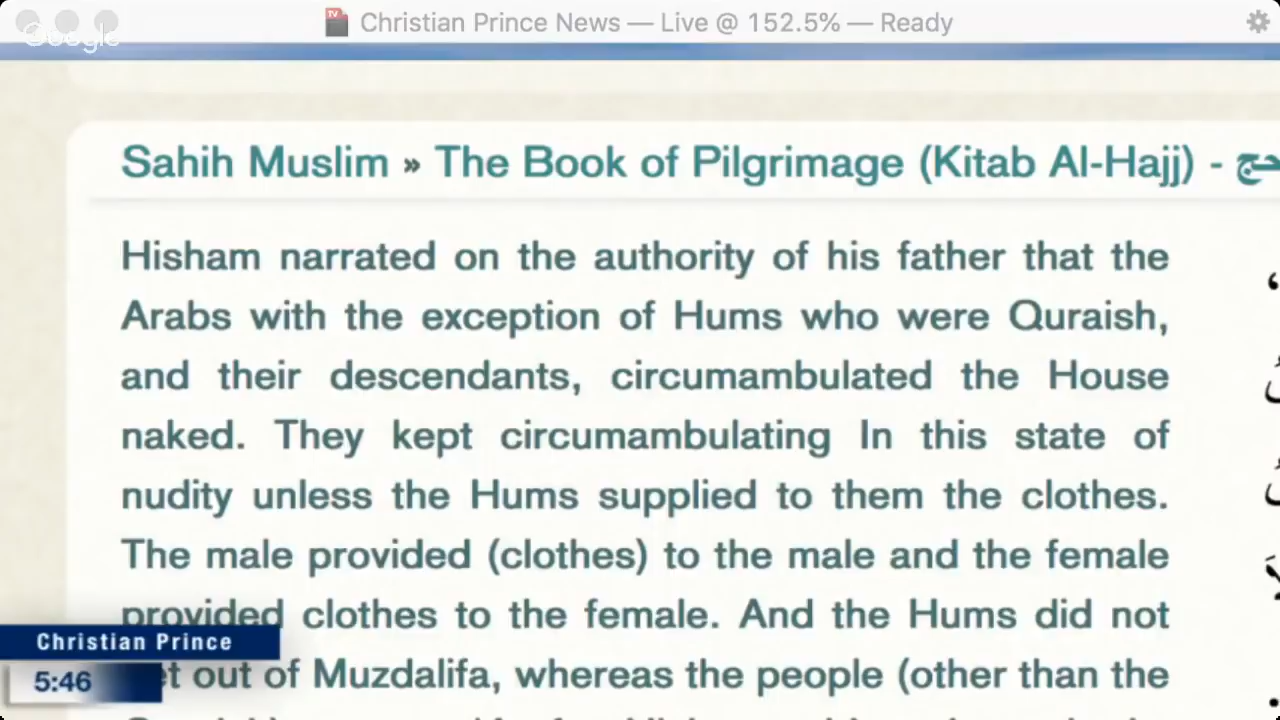 Christian Prince News — Live @ 152.5% — Ready
Google
Sahih Muslim » The Book of Pilgrimage (Kitab Al-Hajj) -
Hisham narrated on the authority of his father that the
Arabs with the exception of Hums who were Quraish,
and their descendants, circumambulated the House
naked. They kept circumambulating In this state of
nudity unless the Hums supplied to them the clothes.
The male provided (clothes) to the male and the female
provided clothes to the female. And the Hums did not
out of Muzdalifa, whereas the people (other than the
Christian Prince
5:46